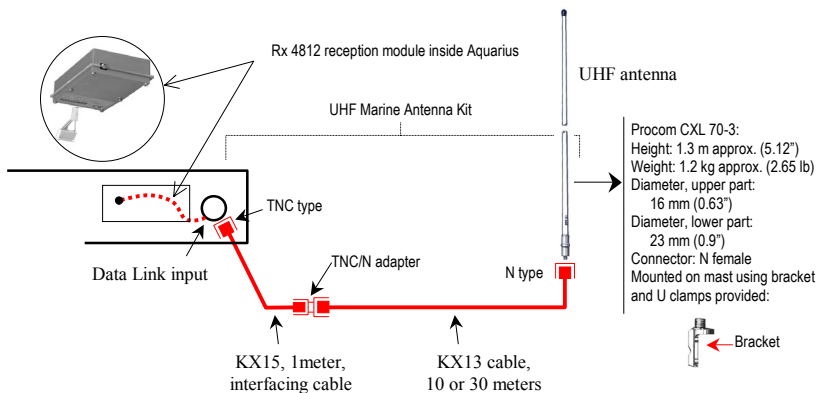 Rx 4812 reception module inside Aquarius
UHF antenna
UHF Marine Antenna Kit
Procom CXL 70-3:
Height: 1.3 m approx. (5.12”)
Weight: 1.2 kg approx. (2.65 lb)
Diameter, upper part:
16 mm (0.63”)
Diameter, lower part:
23 mm (0.9”)
Connector: N female
Mounted on mast using bracket
and U clamps provided:
Bracket
TNC type
Data Link input
TNC/N adapter
N type
KX15, 1meter,
interfacing cable
KX13 cable,
10 or 30 meters